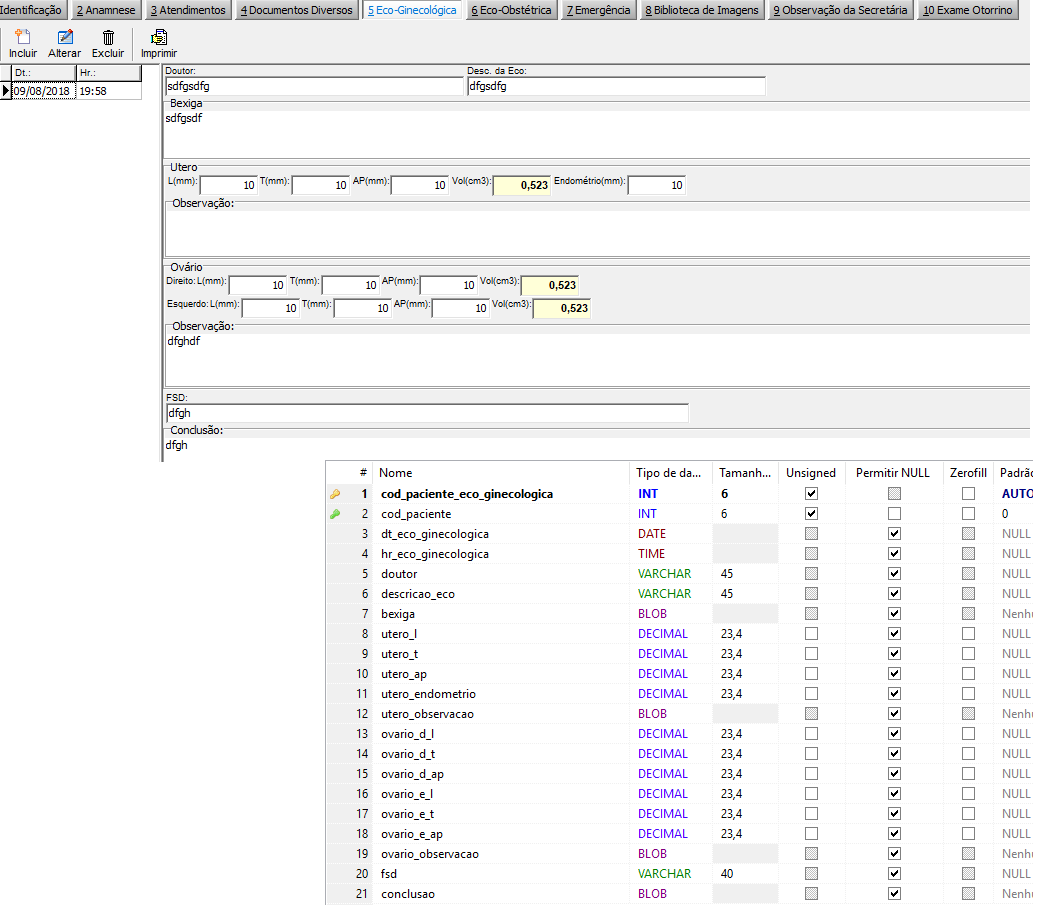 Identificação 2 Anamnese 3 Atendimentos 4 Documentos Diversos 5 Eco-Ginecológica 6 Eco-Obstétrica 7 Emergência 8 Biblioteca de Imagens 9 Observação da Secretária 10 Exame Otorrino
Incluir Alterar Excluir Imprimir
Dt.: Hr.:
09/08/2018 19:58
Doutor: Desc. da Eco:
sdfgsdfg dfgsdfg
Bexiga
sdfgsdf
Utero
L(mm): 10 T(mm): 10 AP(mm): 10 Vol(cm3): 0,523 Endométrio(mm): 10
Observação:
Ovário
Direito: L(mm): 10 T(mm): 10 AP(mm): 10 Vol(cm3): 0,523
Esquerdo: L(mm): 10 T(mm): 10 AP(mm): 10 Vol(cm3): 0,523
Observação:
dfghdf
FSD:
dfgh
Conclusão:
dfgh
# Nome Tipo de da... Tamanh... Unsigned Permitir NULL Zerofill Padrão
1 cod_paciente_eco_ginecologica INT 6 AUTO
2 cod_paciente INT 6 0
3 dt_eco_ginecologica DATE NULL
4 hr_eco_ginecologica TIME NULL
5 doutor VARCHAR 45 NULL
6 descricao_eco VARCHAR 45 NULL
7 bexiga BLOB Nenhu
8 utero_l DECIMAL 23,4 NULL
9 utero_t DECIMAL 23,4 NULL
10 utero_ap DECIMAL 23,4 NULL
11 utero_endometrio DECIMAL 23,4 NULL
12 utero_observacao BLOB Nenhu
13 ovario_d_l DECIMAL 23,4 NULL
14 ovario_d_t DECIMAL 23,4 NULL
15 ovario_d_ap DECIMAL 23,4 NULL
16 ovario_e_l DECIMAL 23,4 NULL
17 ovario_e_t DECIMAL 23,4 NULL
18 ovario_e_ap DECIMAL 23,4 NULL
19 ovario_observacao BLOB Nenhu
20 fsd VARCHAR 40 NULL
21 conclusao BLOB Nenhu